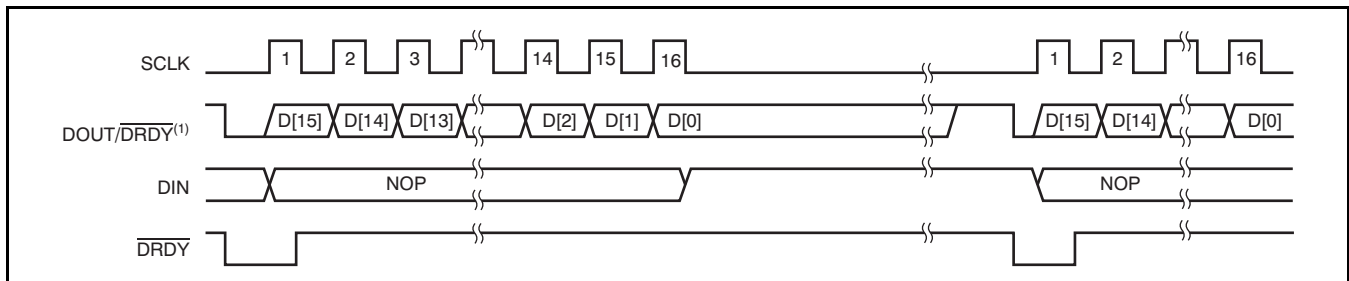 SCLK 1 2 3 14 15 16 1 2 16
DOUT/DRDY(1) D[15] D[14] D[13] D[2] D[1] D[0] D[15] D[14] D[0]
DIN NOP NOP
DRDY